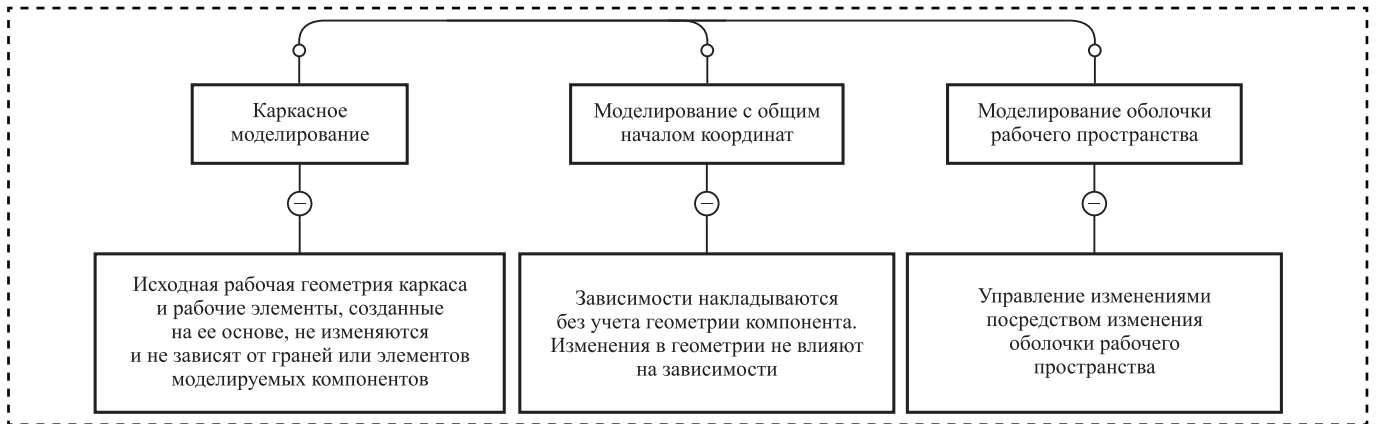 Каркасное
моделирование
Моделирование с общим
началом координат
Моделирование оболочки
рабочего пространства
Исходная рабочая геометрия каркаса
и рабочие элементы, созданные
на ее основе, не изменяются
и не зависят от граней или элементов
моделируемых компонентов
Зависимости накладываются
без учета геометрии компонента.
Изменения в геометрии не влияют
на зависимости
Управление изменениями
посредством изменения
оболочки рабочего
пространства